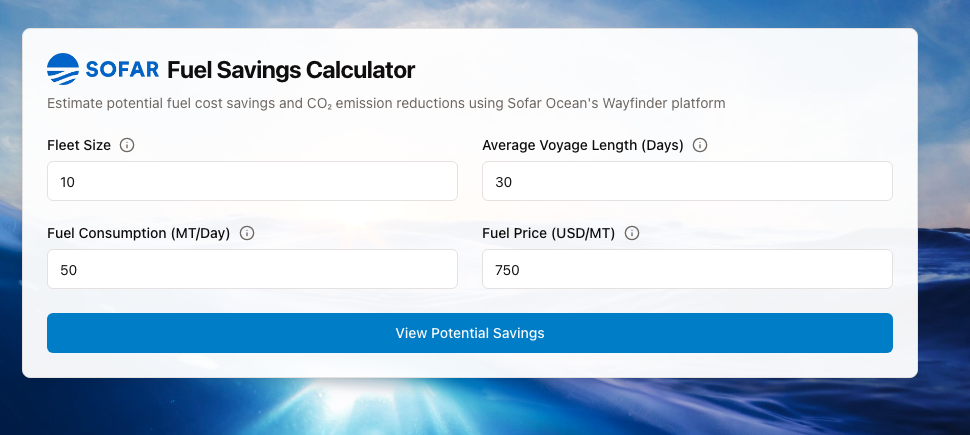 SOFAR Fuel Savings Calculator
Estimate potential fuel cost savings and CO₂ emission reductions using Sofar Ocean's Wayfinder platform
Fleet Size
Average Voyage Length (Days)
10
30
Fuel Consumption (MT/Day)
Fuel Price (USD/MT)
50
750
View Potential Savings